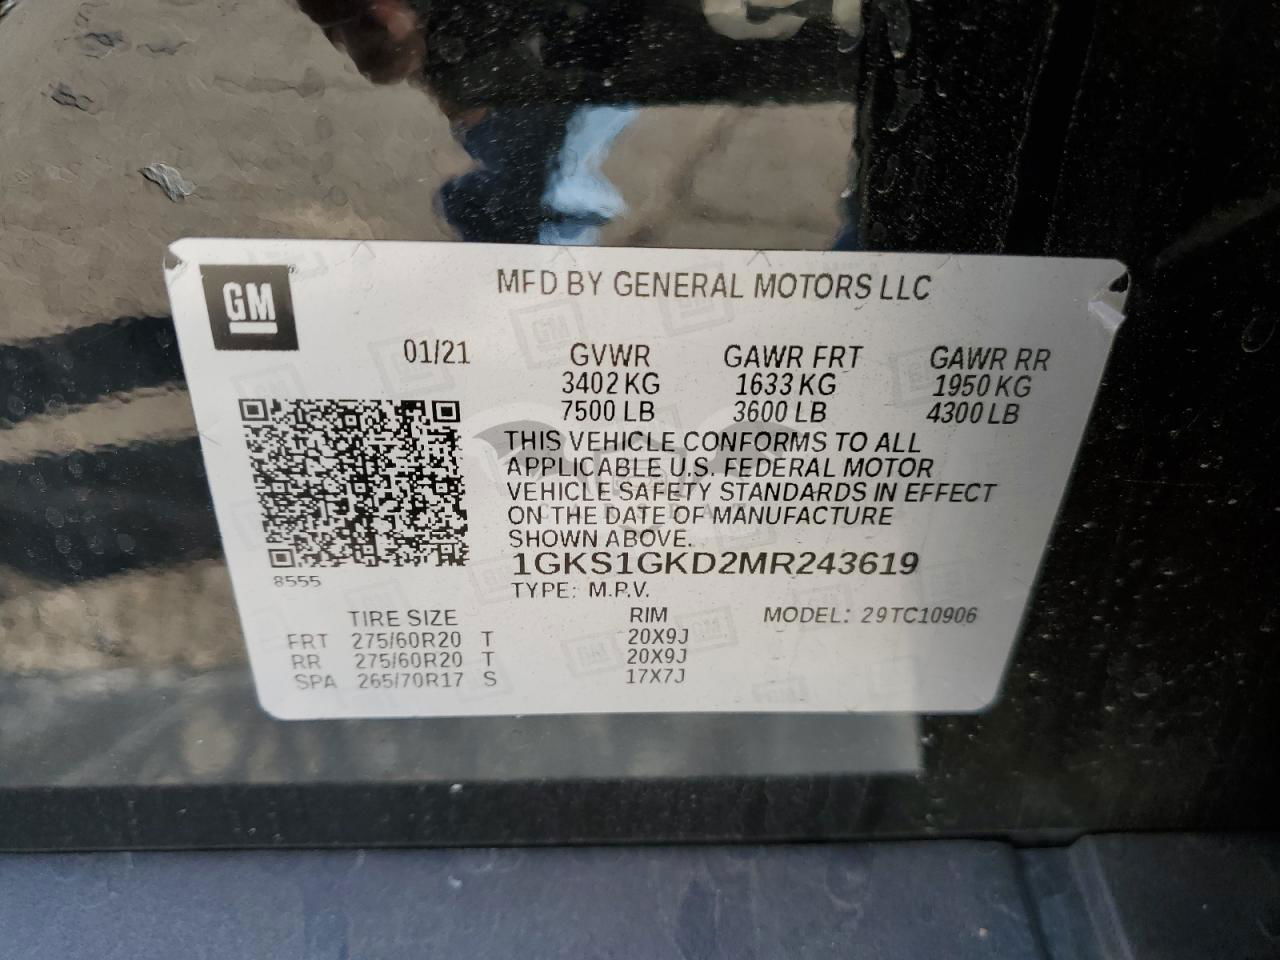 GM
MFD BY GENERAL MOTORS LLC
01/21 GVWR GAWR FRT GAWR RR
3402 KG 1633 KG 1950 KG
7500 LB 3600 LB 4300 LB
THIS VEHICLE CONFORMS TO ALL
APPLICABLE U.S. FEDERAL MOTOR
VEHICLE SAFETY STANDARDS IN EFFECT
ON THE DATE OF MANUFACTURE
SHOWN ABOVE.
1GKS1GKD2MR243619
8555
TYPE: M.P.V.
TIRE SIZE RIM MODEL: 29TC10906
FRT 275/60R20 T 20X9J
RR 275/60R20 T 20X9J
SPA 265/70R17 S 17X7J